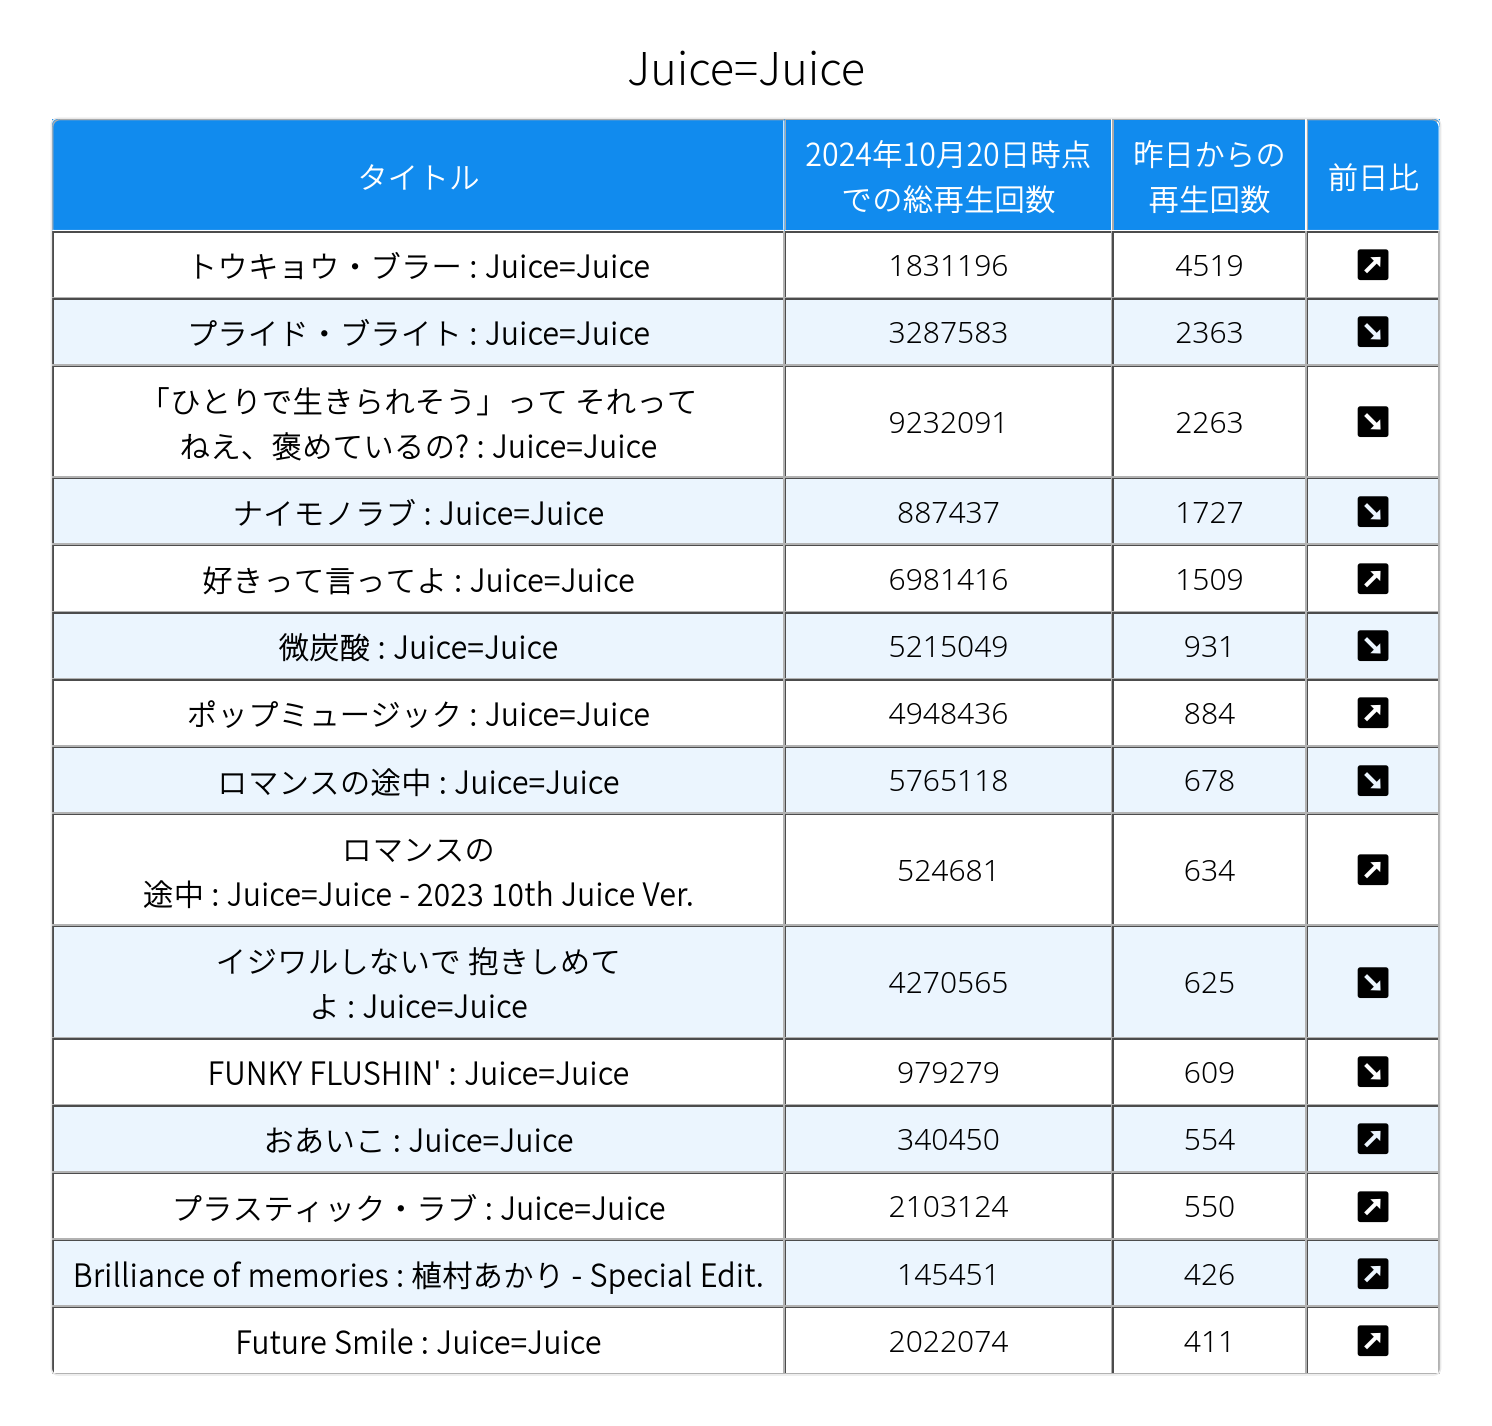 Juice=Juice
タイトル
2024年10月20日時点
での総再生回数
昨日からの
再生回数
前日比
トウキョウ・ブラー : Juice=Juice 1831196 4519
プライド・ブライト : Juice=Juice 3287583 2363
「ひとりで生きられそう」って それって
ねえ、褒めているの? : Juice=Juice
9232091 2263
ナイモノラブ : Juice=Juice 887437 1727
好きって言ってよ : Juice=Juice 6981416 1509
微炭酸 : Juice=Juice 5215049 931
ポップミュージック : Juice=Juice 4948436 884
ロマンスの途中 : Juice=Juice 5765118 678
ロマンスの
途中 : Juice=Juice - 2023 10th Juice Ver.
524681 634
イジワルしないで 抱きしめて
よ : Juice=Juice
4270565 625
FUNKY FLUSHIN' : Juice=Juice 979279 609
おあいこ : Juice=Juice 340450 554
プラスティック・ラブ : Juice=Juice 2103124 550
Brilliance of memories : 植村あかり - Special Edit. 145451 426
Future Smile : Juice=Juice 2022074 411